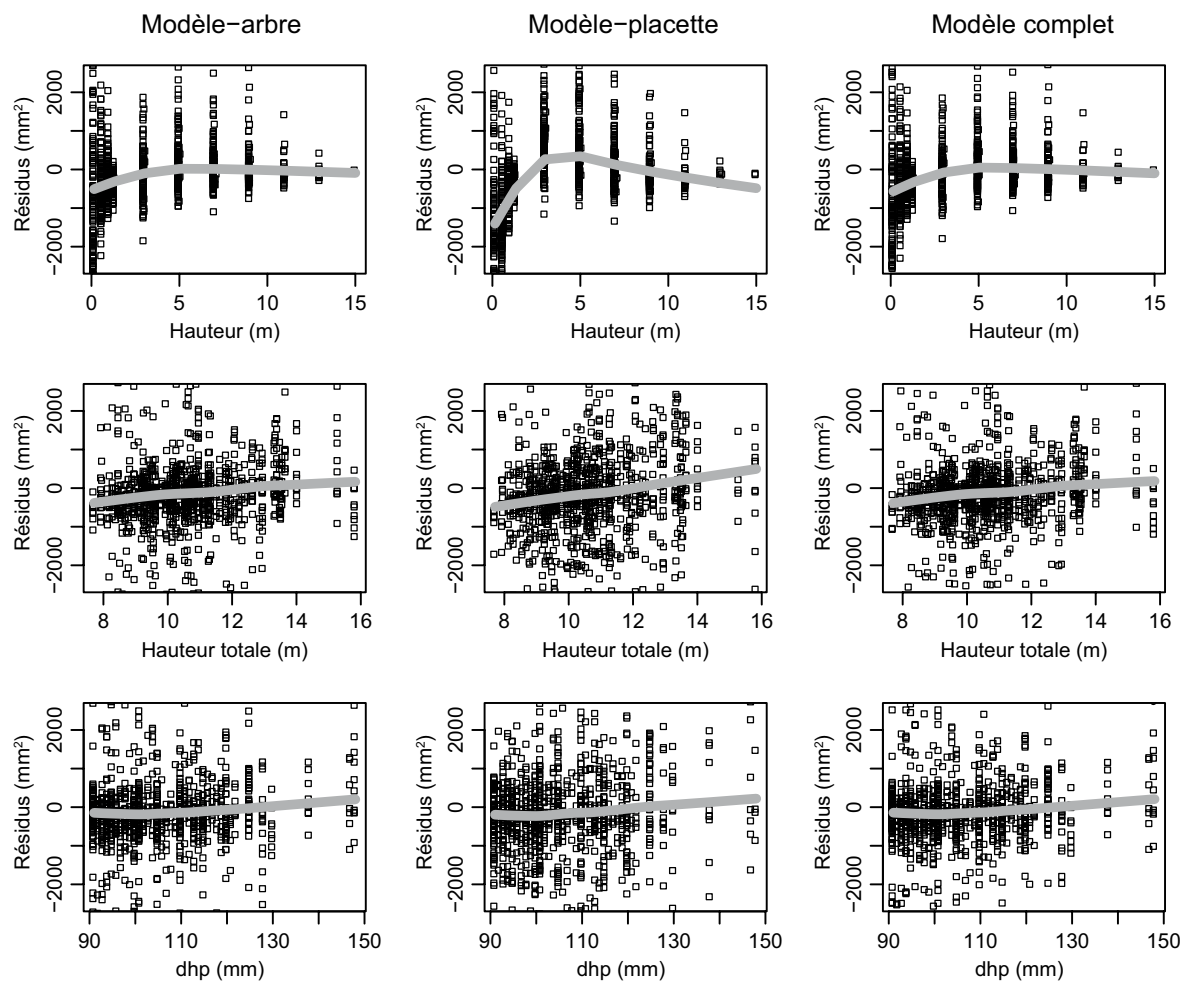 Modèle−arbre
Modèle−placette
Modèle complet
Résidus (mm²)
2000
0
−2000
0 5 10 15
Hauteur (m)
Résidus (mm²)
2000
0
−2000
0 5 10 15
Hauteur (m)
Résidus (mm²)
2000
0
−2000
0 5 10 15
Hauteur (m)
Résidus (mm²)
2000
0
−2000
8 10 12 14 16
Hauteur totale (m)
Résidus (mm²)
2000
0
−2000
8 10 12 14 16
Hauteur totale (m)
Résidus (mm²)
2000
0
−2000
8 10 12 14 16
Hauteur totale (m)
Résidus (mm²)
2000
0
−2000
90 110 130 150
dhp (mm)
Résidus (mm²)
2000
0
−2000
90 110 130 150
dhp (mm)
Résidus (mm²)
2000
0
−2000
90 110 130 150
dhp (mm)